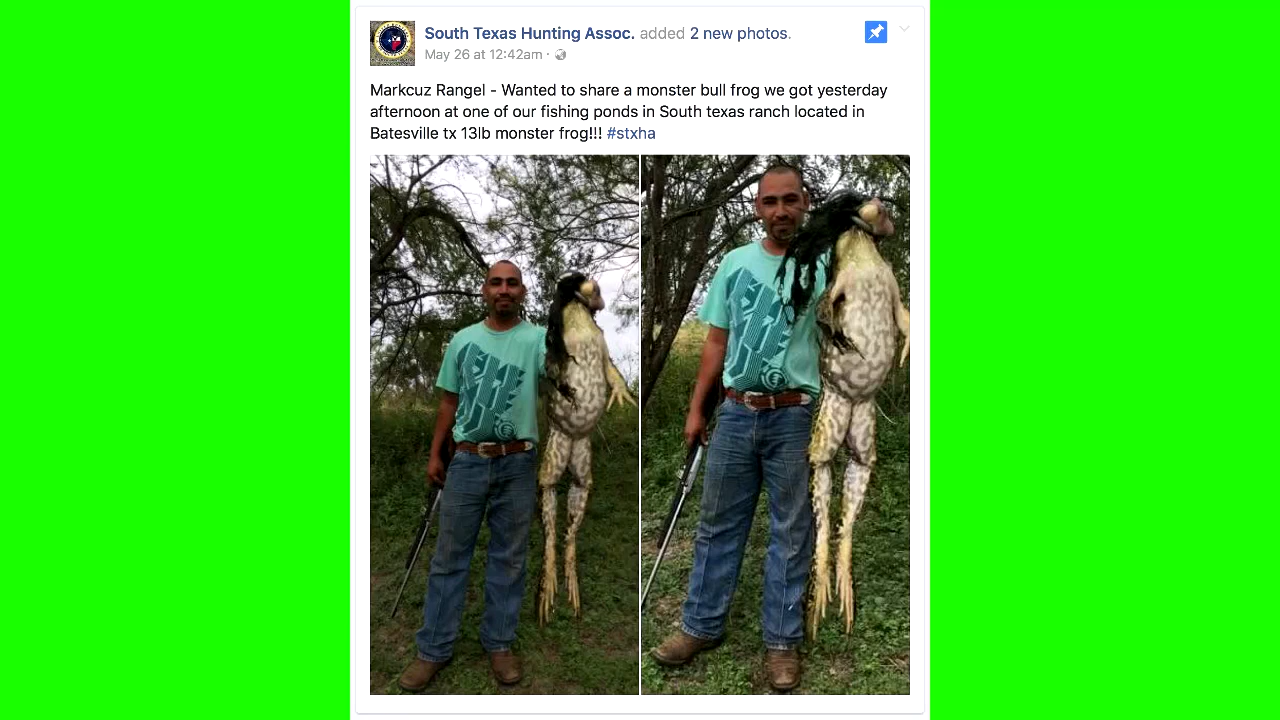 South Texas Hunting Assoc. added 2 new photos.
May 26 at 12:42am ·
Markcuz Rangel - Wanted to share a monster bull frog we got yesterday
afternoon at one of our fishing ponds in South texas ranch located in
Batesville tx 13lb monster frog!!! #stxha